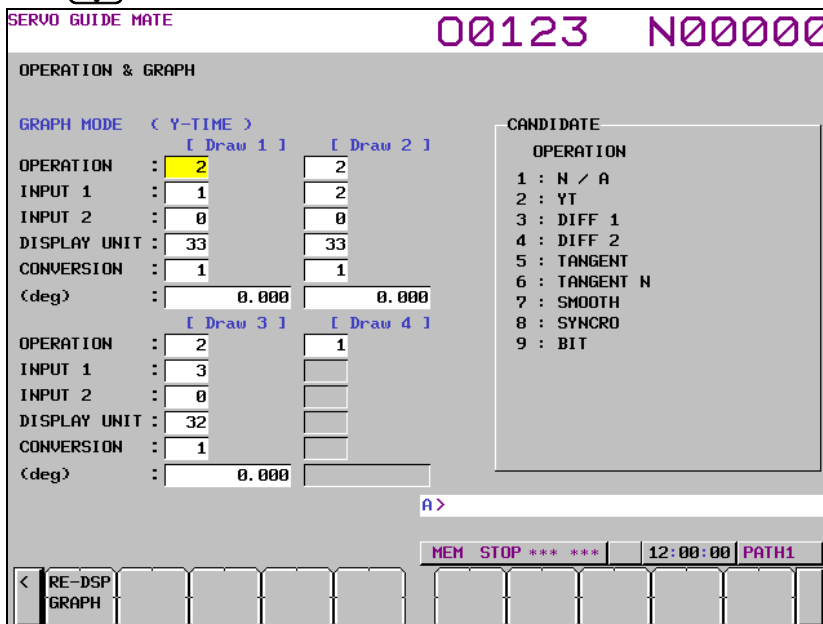 SERVO GUIDE MATE
O0123 N00000
OPERATION & GRAPH
GRAPH MODE ( Y-TIME )
[ Draw 1 ] [ Draw 2 ]
OPERATION : 2 2
INPUT 1 : 1 2
INPUT 2 : 0 0
DISPLAY UNIT : 33 33
CONVERSION : 1 1
(deg) : 0.000 0.000
[ Draw 3 ] [ Draw 4 ]
OPERATION : 2 1
INPUT 1 : 3
INPUT 2 : 0
DISPLAY UNIT : 32
CONVERSION : 1
(deg) : 0.000
CANDIDATE
OPERATION
1 : N / A
2 : YT
3 : DIFF 1
4 : DIFF 2
5 : TANGENT
6 : TANGENT N
7 : SMOOTH
8 : SYNCRO
9 : BIT
A>
MEM STOP *** *** 12:00:00 PATH1
< RE-DSP
GRAPH